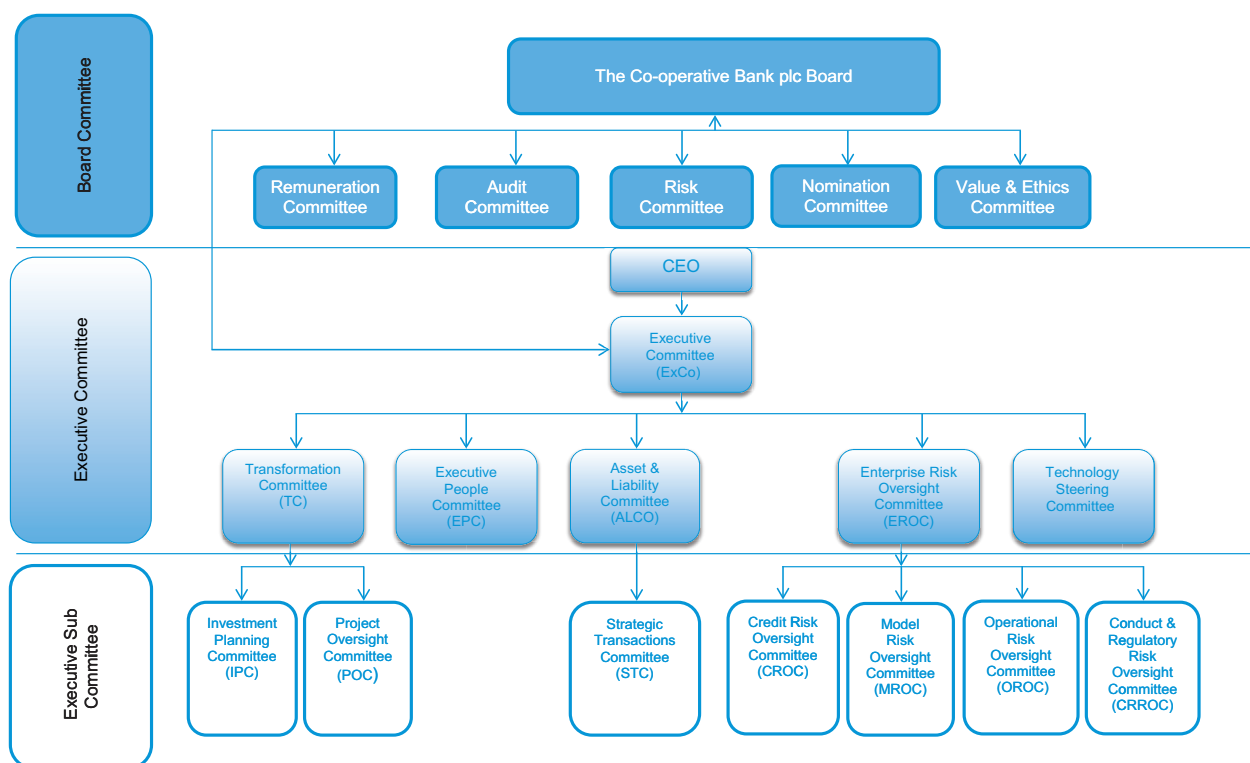 Board Committee
The Co-operative Bank plc Board
Remuneration
Committee
Audit
Committee
Risk
Committee
Nomination
Committee
Value & Ethics
Committee
Executive Committee
CEO
Executive
Committee
(ExCo)
Transformation
Committee
(TC)
Executive
People
Committee
(EPC)
Asset &
Liability
Committee
(ALCO)
Enterprise Risk
Oversight
Committee
(EROC)
Technology
Steering
Committee
Executive Sub
Committee
Investment
Planning
Committee
(IPC)
Project
Oversight
Committee
(POC)
Strategic
Transactions
Committee
(STC)
Credit Risk
Oversight
Committee
(CROC)
Model
Risk
Oversight
Committee
(MROC)
Operational
Risk
Oversight
Committee
(OROC)
Conduct &
Regulatory
Risk
Oversight
Committee
(CRROC)